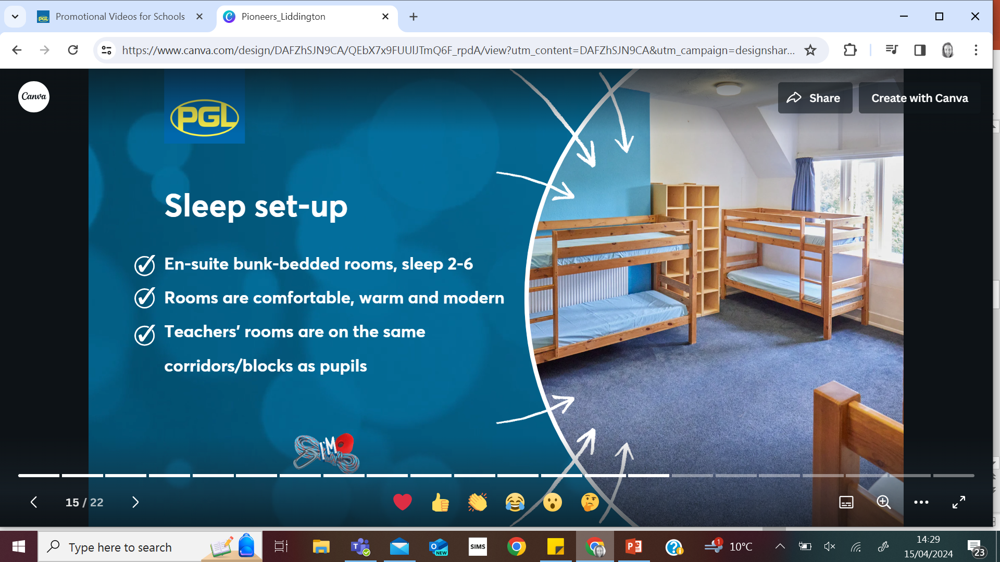 Promotional Videos for Schools
Pioneers_Liddington
https://www.canva.com/design/DAFZhSJN9CA/QEbX7x9FUUlJTmQ6F_rpdA/view?utm_content=DAFZhSJN9CA&utm_campaign=designshar...
Canva
Share
Create with Canva
PGL
Sleep set-up
En-suite bunk-bedded rooms, sleep 2-6
Rooms are comfortable, warm and modern
Teachers' rooms are on the same
corridors/blocks as pupils
I'M
15 / 22
Type here to search
NEW
SIMS
1
10°C
14:29
15/04/2024
23